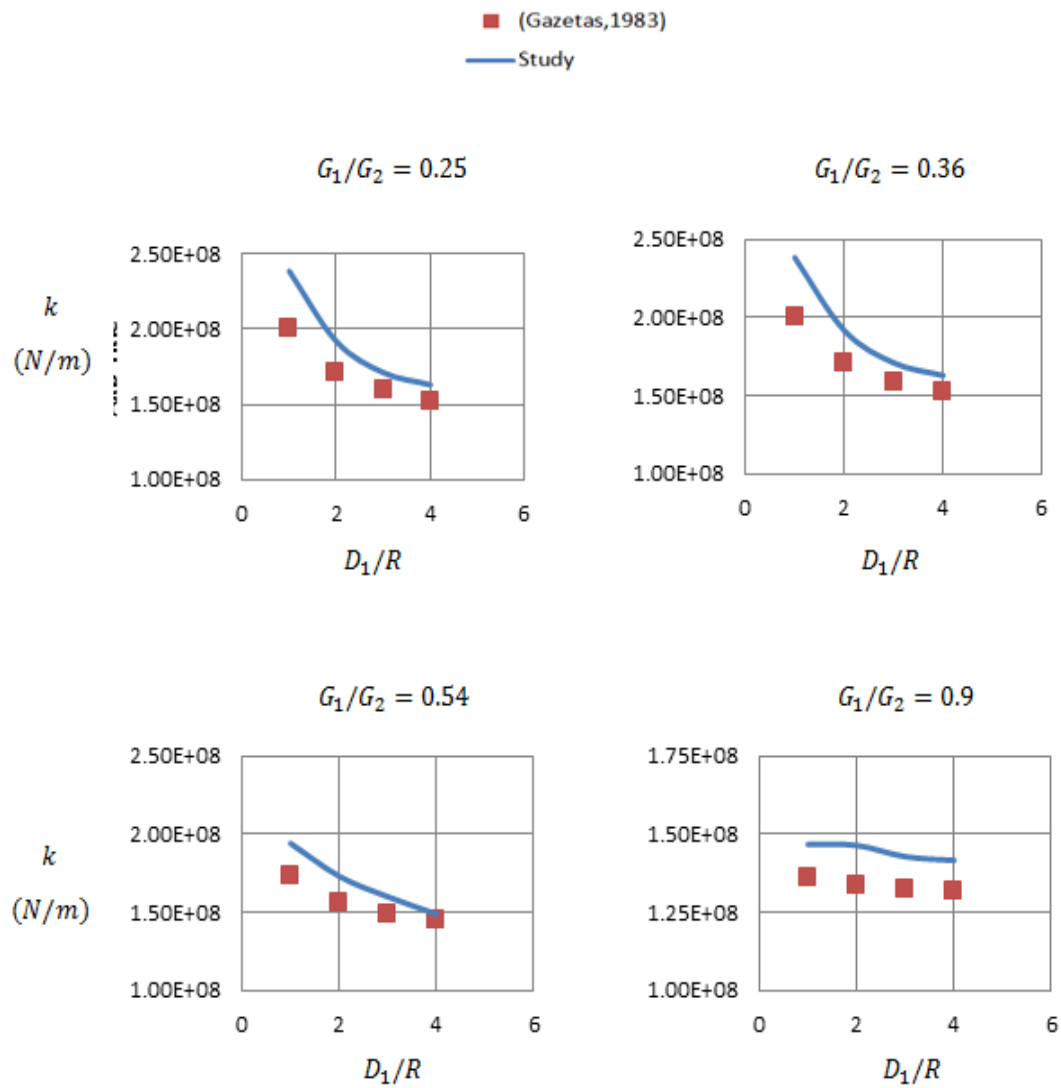 (Gazetas,1983)
Study
G₁/G₂ = 0.25
2.50E+08
2.00E+08
1.50E+08
1.00E+08
k
(N/m)
0 2 4 6
D₁/R
G₁/G₂ = 0.36
2.50E+08
2.00E+08
1.50E+08
1.00E+08
0 2 4 6
D₁/R
G₁/G₂ = 0.54
2.50E+08
2.00E+08
1.50E+08
1.00E+08
k
(N/m)
0 2 4 6
D₁/R
G₁/G₂ = 0.9
1.75E+08
1.50E+08
1.25E+08
1.00E+08
0 2 4 6
D₁/R